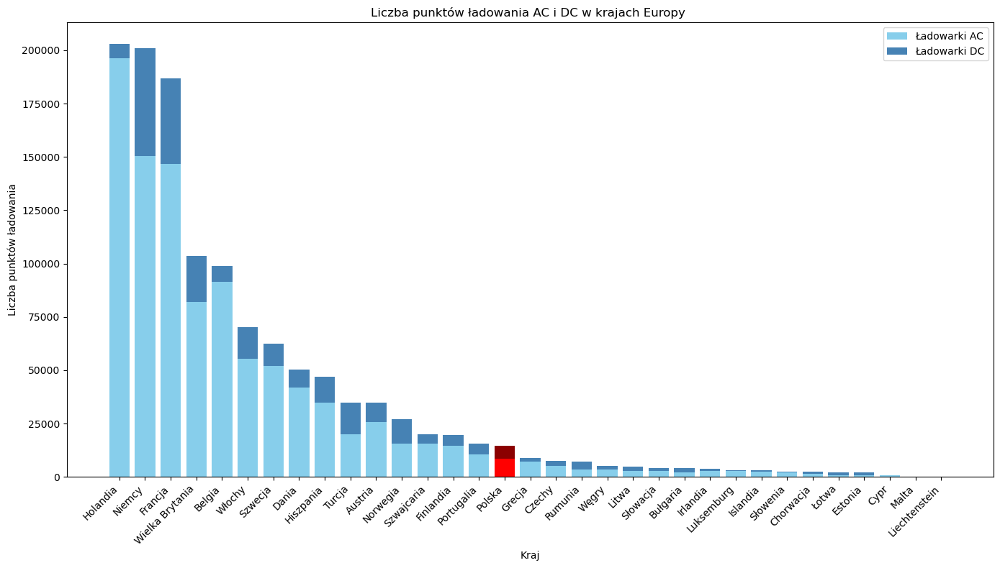 Liczba punktów ładowania AC i DC w krajach Europy
Ładowarki AC
Ładowarki DC
Liczba punktów ładowania
200000
175000
150000
125000
100000
75000
50000
25000
0
Holandia
Niemcy
Francja
Wielka Brytania
Belgia
Włochy
Szwecja
Dania
Hiszpania
Turcja
Austria
Norwegia
Szwajcaria
Finlandia
Portugalia
Polska
Grecja
Czechy
Rumunia
Węgry
Litwa
Słowacja
Bułgaria
Irlandia
Luksemburg
Islandia
Słowenia
Chorwacja
Łotwa
Estonia
Cypr
Malta
Liechtenstein
Kraj